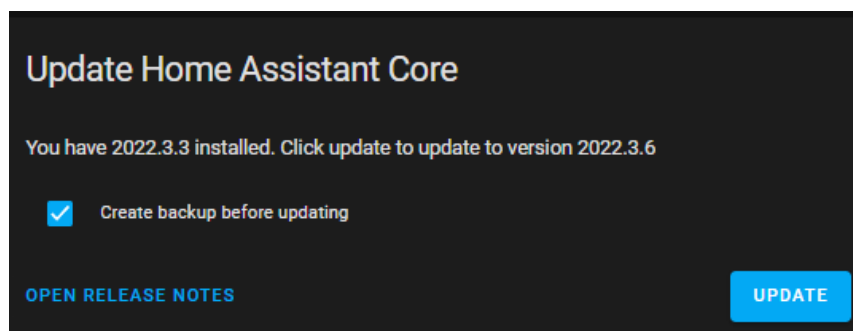 Update Home Assistant Core
You have 2022.3.3 installed. Click update to update to version 2022.3.6
Create backup before updating
OPEN RELEASE NOTES
UPDATE